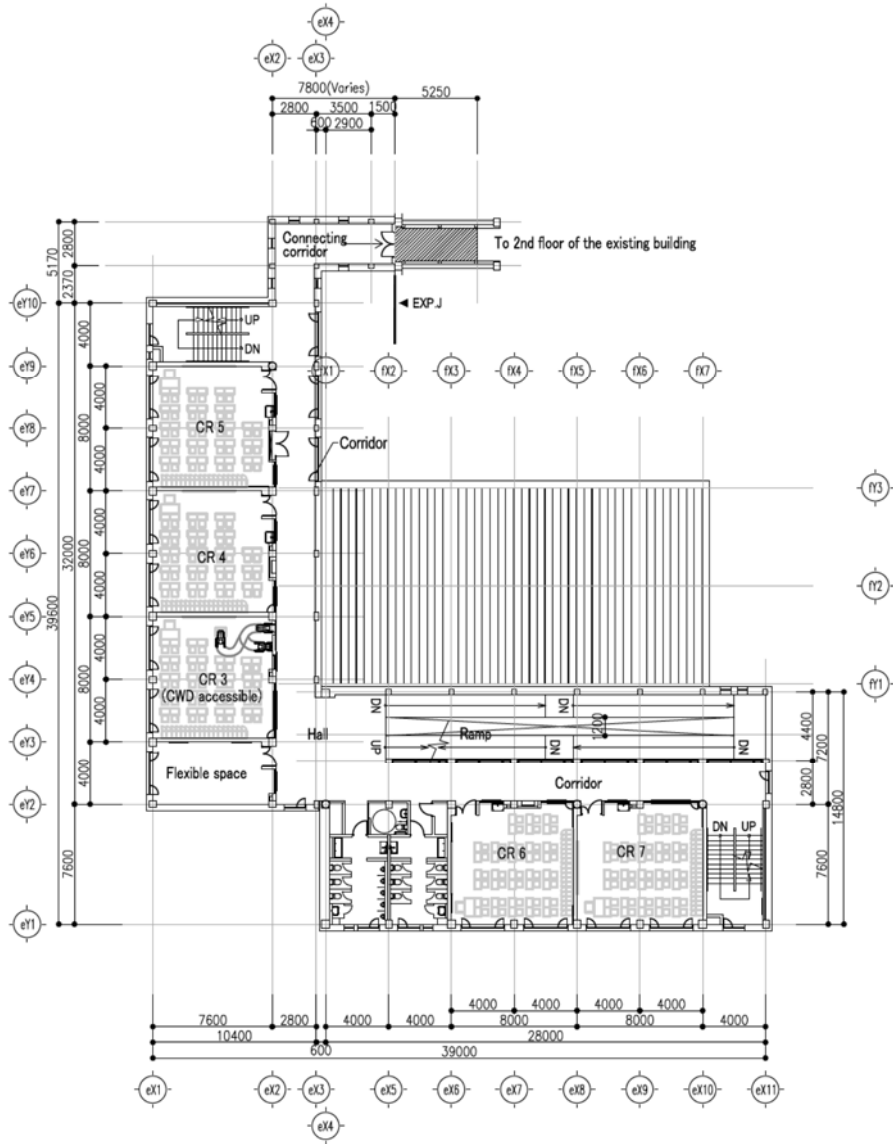 eX4
eX2
eX3
7800(Varies)
5250
2800
3500
1500
600
2900
Connecting
corridor
To 2nd floor of the existing building
5170
2800
2370
eY10
EXP.J
UP
DN
4000
eY9
fX1
fX2
fX3
fX4
fX5
fX6
fX7
CR 5
4000
8000
4000
eY8
Corridor
eY7
fY3
CR 4
4000
8000
4000
eY6
32000
39600
fY2
eY5
CR 3
(CWD accessible)
4000
8000
4000
eY4
fY1
eY3
Hall
DN
DN
UP
Ramp
1200
DN
DN
4400
7200
Flexible space
4000
Corridor
2800
14800
eY2
CR 6
CR 7
DN
UP
7600
7600
eY1
4000
4000
4000
4000
7600
2800
4000
4000
8000
8000
4000
10400
28000
600
39000
eX1
eX2
eX3
eX5
eX6
eX7
eX8
eX9
eX10
eX11
eX4